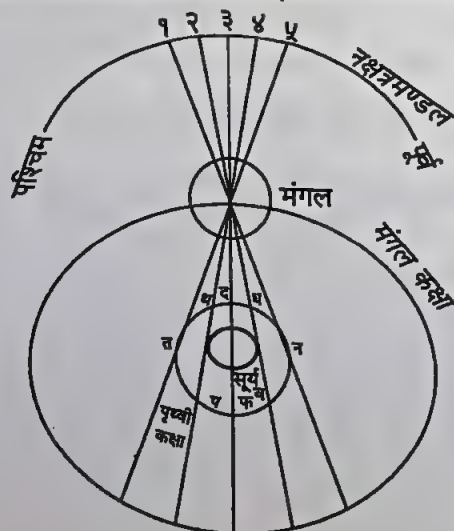 १ २ ३ ४ ५
नक्षत्रमण्डल
पश्चिम
पूर्व
मंगल
मंगल कक्षा
थ द ध
त न
सूर्य
प फ ब
पृथ्वी
कक्षा